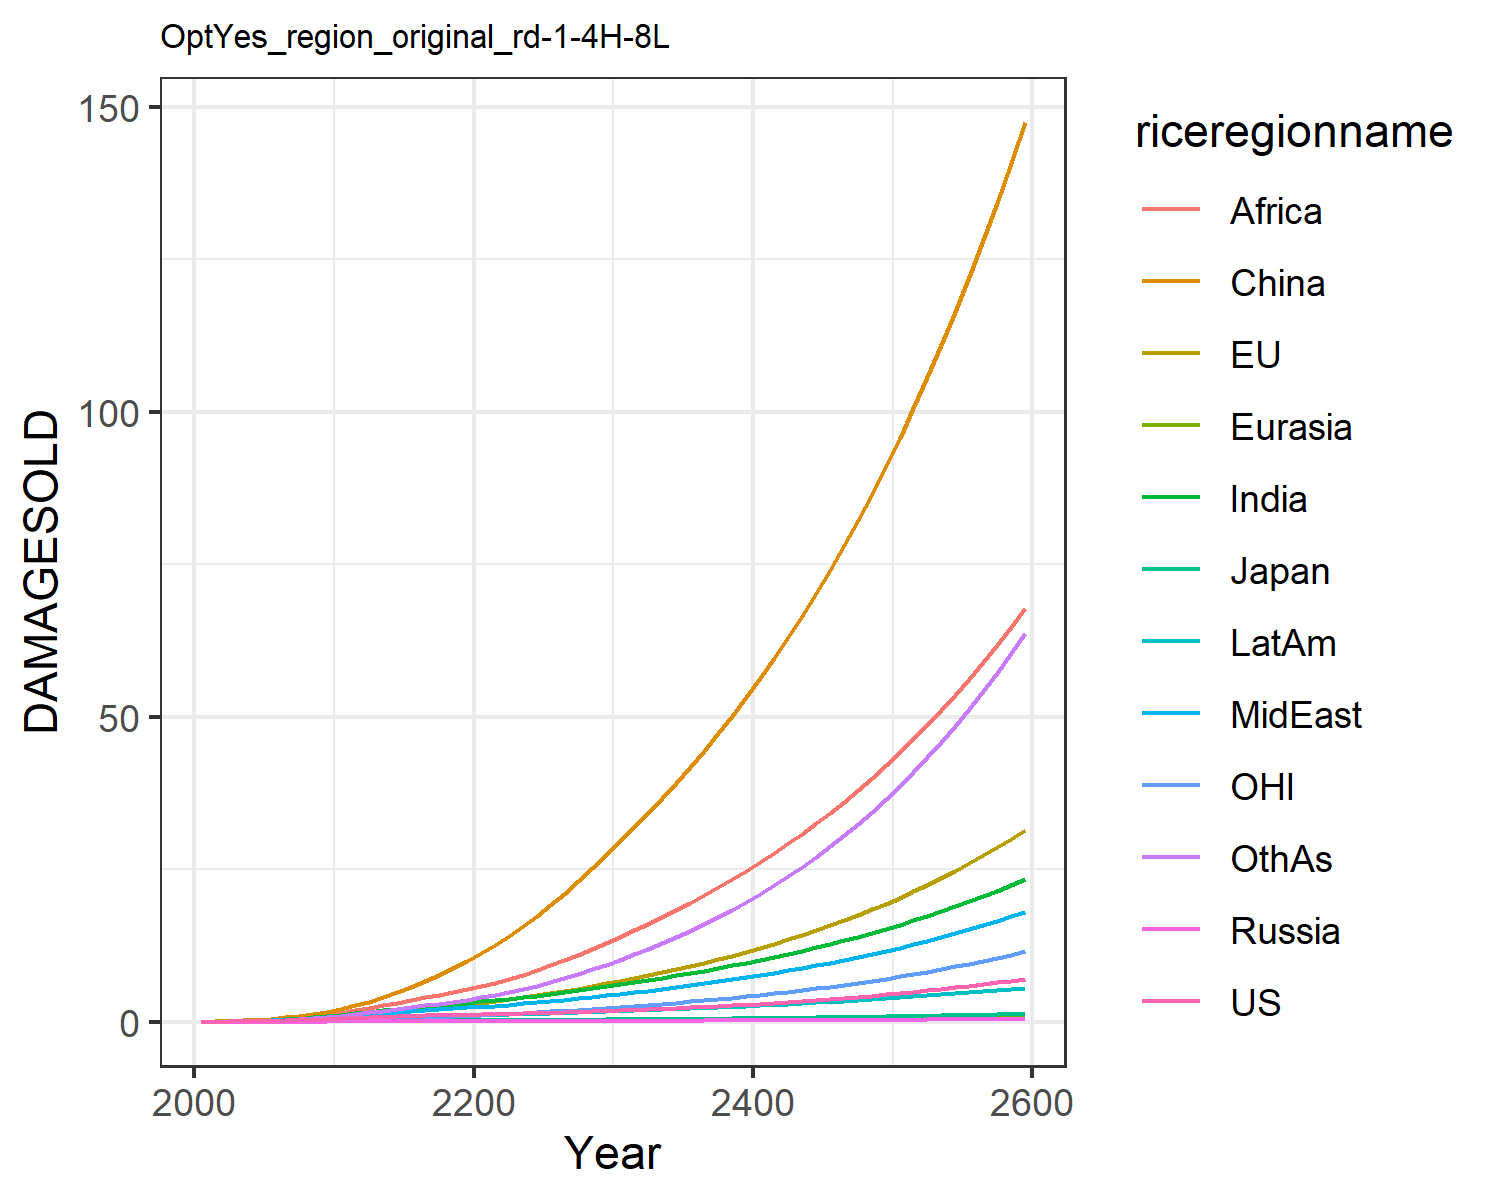 OptYes_region_original_rd-1-4H-8L
150
100
50
0
DAMAGESOLD
2000
2200
2400
2600
Year
riceregionname
Africa
China
EU
Eurasia
India
Japan
LatAm
MidEast
OHI
OthAs
Russia
US